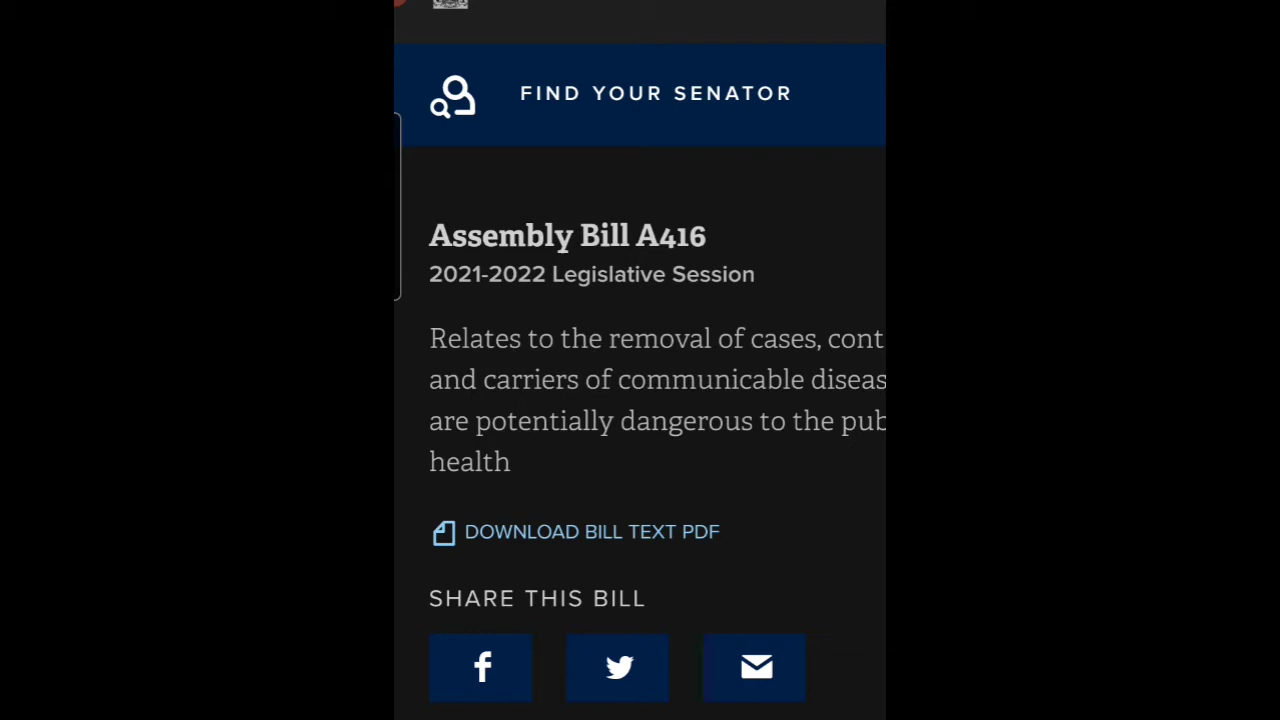 FIND YOUR SENATOR
Assembly Bill A416
2021-2022 Legislative Session
Relates to the removal of cases, cont
and carriers of communicable diseas
are potentially dangerous to the pub
health
DOWNLOAD BILL TEXT PDF
SHARE THIS BILL